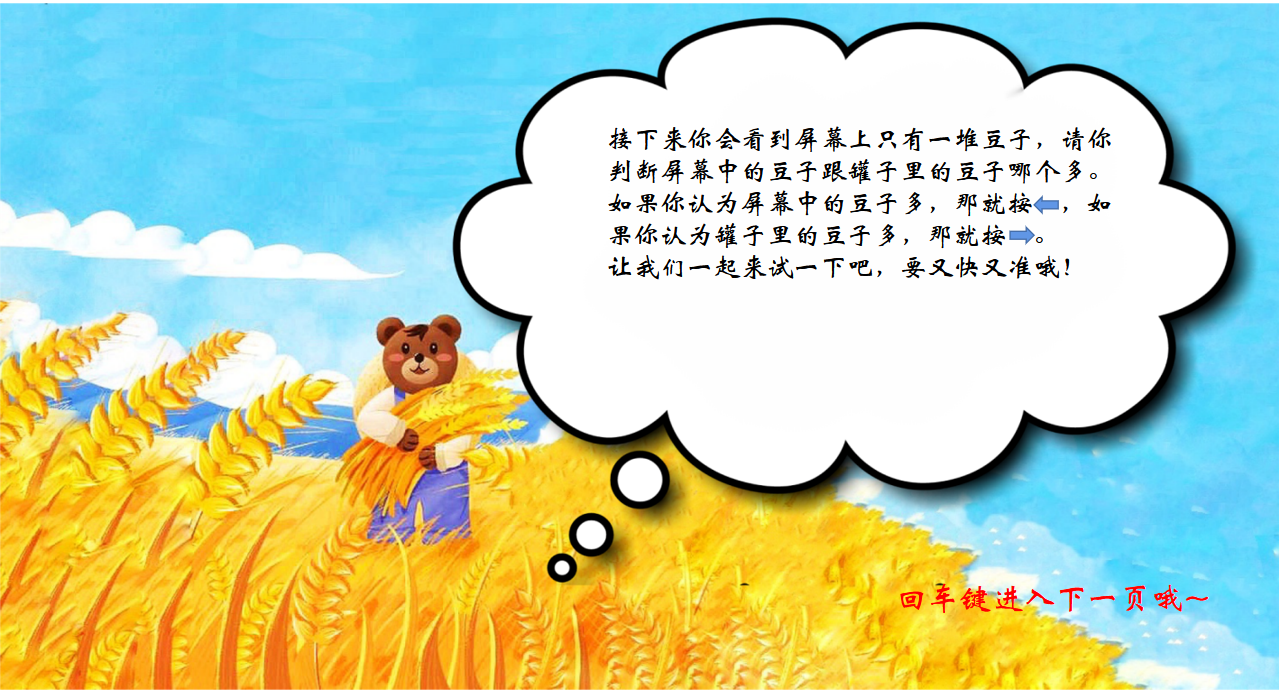 接下来你会看到屏幕上只有一堆豆子，请你
判断屏幕中的豆子跟罐子里的豆子哪个多。
如果你认为屏幕中的豆子多，那就按⬅，如
果你认为罐子里的豆子多，那就按➡。
让我们一起来试一下吧，要又快又准哦！
回车键进入下一页哦～